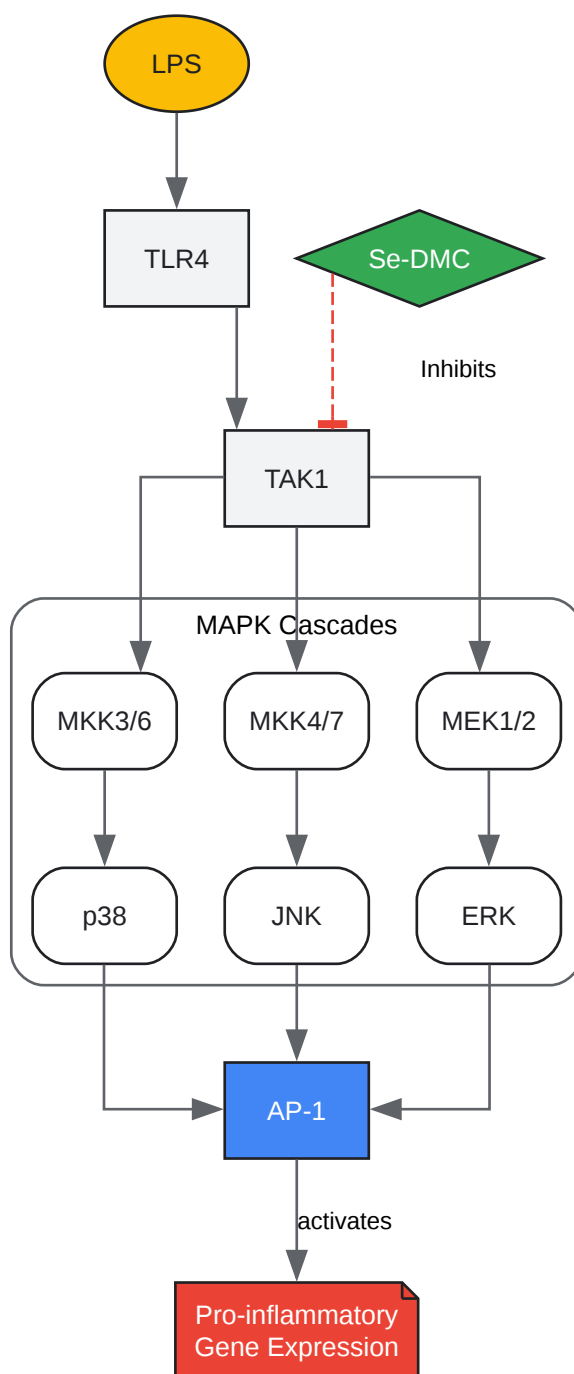 LPS
TLR4
Se-DMC
Inhibits
TAK1
MAPK Cascades
MKK3/6
MKK4/7
MEK1/2
p38
JNK
ERK
AP-1
activates
Pro-inflammatory
Gene Expression